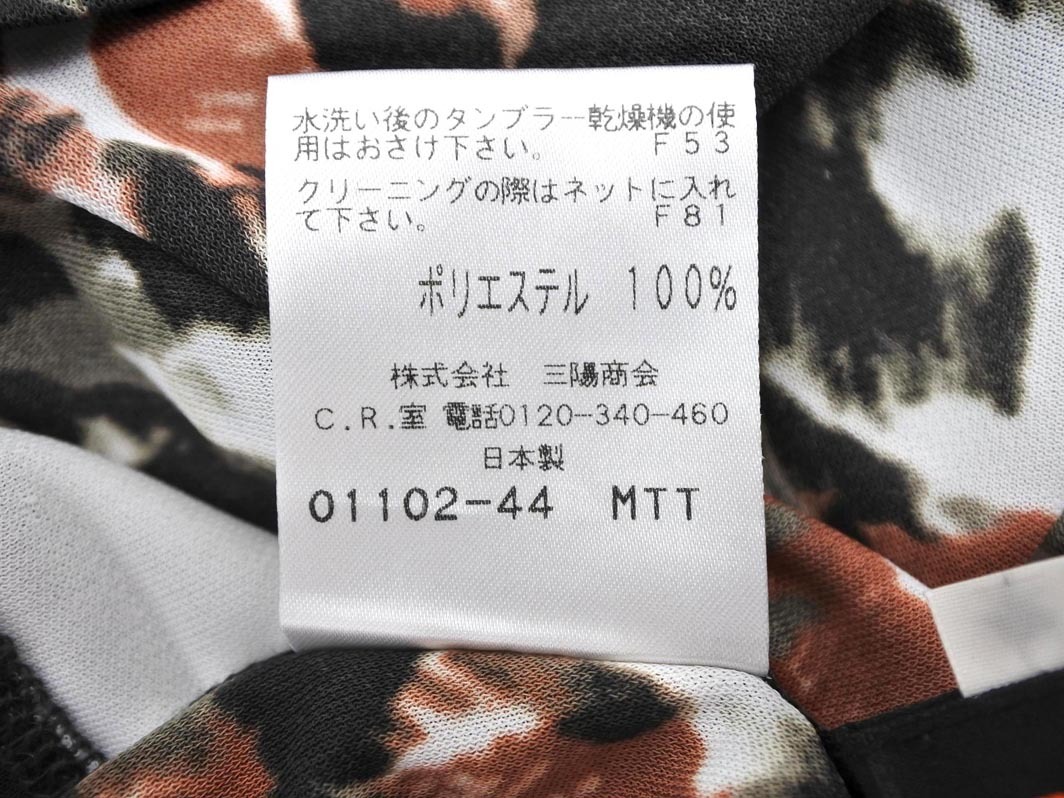 水洗い後のタンブラー乾燥機の使
用はおさけ下さい。 F53
クリーニングの際はネットに入れ
て下さい。 F81
ポリエステル 100%
株式会社 三陽商会
C.R.室 電話0120-340-460
日本製
01102-44 MTT